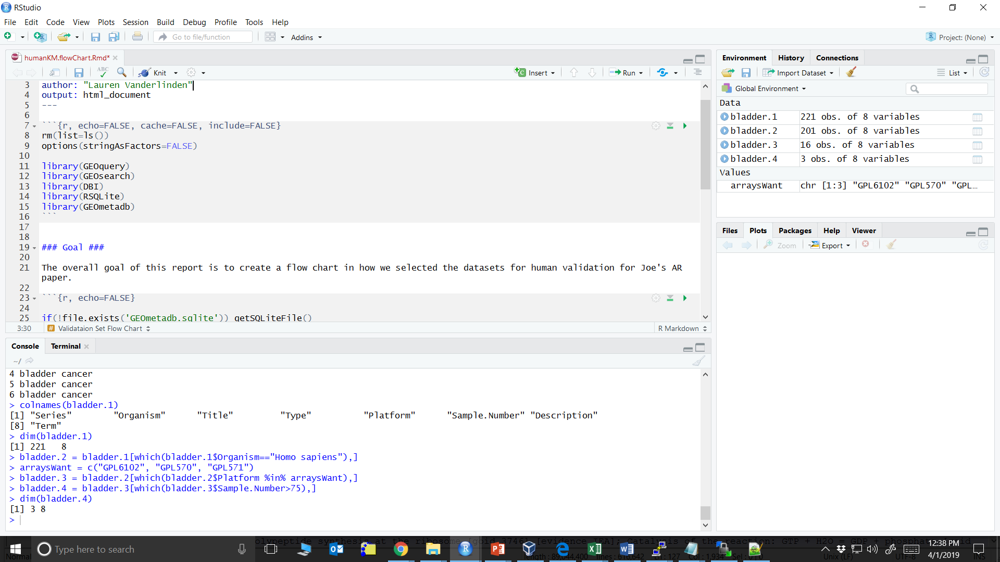 RStudio
File Edit Code View Plots Session Build Debug Profile Tools Help
Go to file/function
Addins
Project: (None)
humanKM.flowChart.Rmd*
ABC
Knit
Insert
Run
3 author: "Lauren Vanderlinden"
4 output: html_document
5 ---
6
7 ```{r, echo=FALSE, cache=FALSE, include=FALSE}
8 rm(list=ls())
9 options(stringAsFactors=FALSE)
10
11 library(GEOquery)
12 library(GEOsearch)
13 library(DBI)
14 library(RSQLite)
15 library(GEOmetadb)
16 ```
17
18
19 ### Goal ###
20
21 The overall goal of this report is to create a flow chart in how we selected the datasets for human validation for Joe's AR
paper.
22
23 ```{r, echo=FALSE}
24
25 if(!file.exists('GEOmetadb.sqlite')) getSQLiteFile()
3:30 # Validataion Set Flow Chart R Markdown
Console Terminal
~/
4 bladder cancer
5 bladder cancer
6 bladder cancer
> colnames(bladder.1)
[1] "Series" "Organism" "Title" "Type" "Platform" "Sample.Number" "Description"
[8] "Term"
> dim(bladder.1)
[1] 221 8
> bladder.2 = bladder.1[which(bladder.1$Organism=="Homo sapiens"),]
> arraysWant = c("GPL6102", "GPL570", "GPL571")
> bladder.3 = bladder.2[which(bladder.2$Platform %in% arraysWant),]
> bladder.4 = bladder.3[which(bladder.3$Sample.Number>75),]
> dim(bladder.4)
[1] 3 8
>
Environment History Connections
Import Dataset
List
Global Environment
Data
bladder.1 221 obs. of 8 variables
bladder.2 201 obs. of 8 variables
bladder.3 16 obs. of 8 variables
bladder.4 3 obs. of 8 variables
Values
arraysWant chr [1:3] "GPL6102" "GPL570" "GPL...
Files Plots Packages Help Viewer
Zoom
Export
Type here to search
12:38 PM
4/1/2019